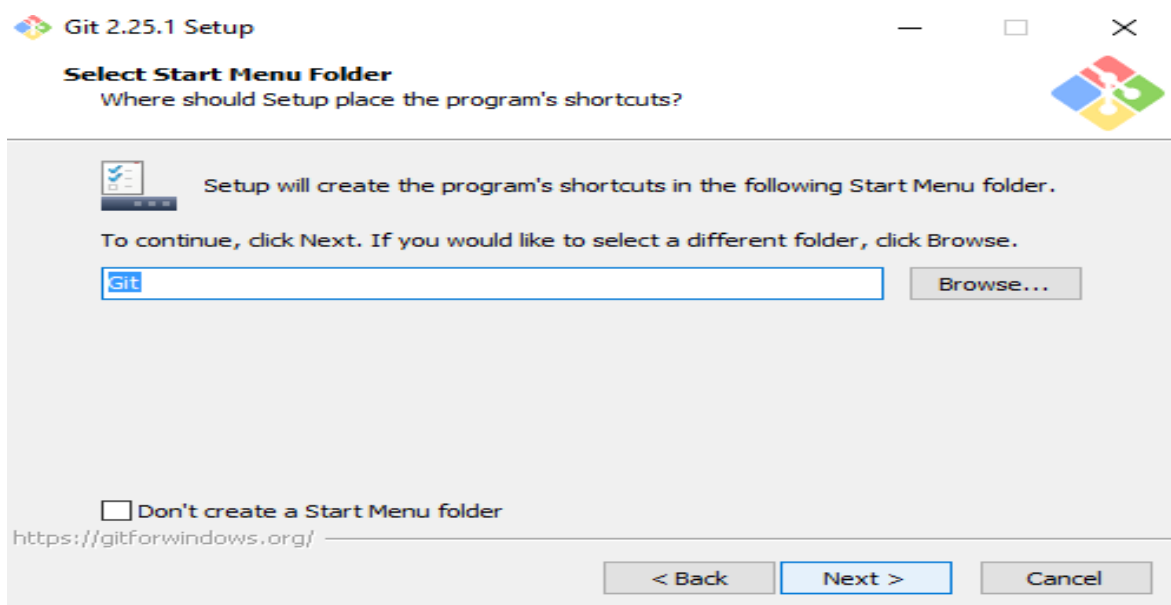 Git 2.25.1 Setup
Select Start Menu Folder
Where should Setup place the program's shortcuts?
Setup will create the program's shortcuts in the following Start Menu folder.
To continue, click Next. If you would like to select a different folder, click Browse.
Git
Browse...
Don't create a Start Menu folder
https://gitforwindows.org/
< Back
Next >
Cancel